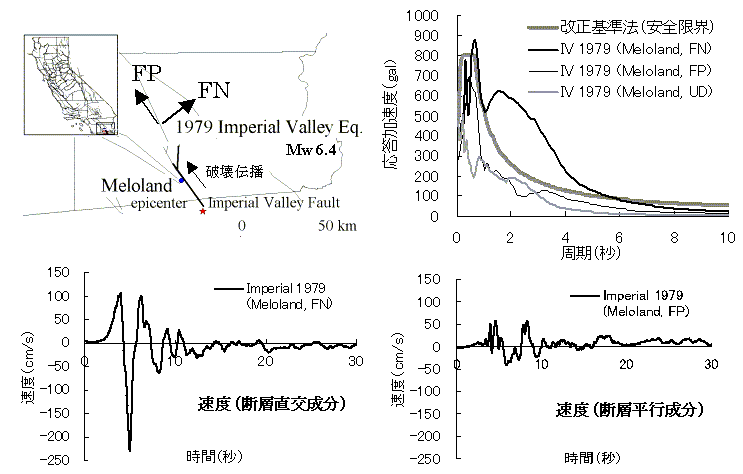 FP
FN
1979 Imperial Valley Eq.
Mw 6.4
破壊伝播
Meloland
epicenter
Imperial Valley Fault
0 50 km
応答加速度(gal)
1000
900
800
700
600
500
400
300
200
100
0
改正基準法(安全限界)
IV 1979 (Meloland, FN)
IV 1979 (Meloland, FP)
IV 1979 (Meloland, UD)
0 2 4 6 8 10
周期(秒)
速度(cm/s)
150
100
50
0
-50
-100
-150
-200
-250
Imperial 1979
(Meloland, FN)
0 10 20 30
速度(断層直交成分)
時間(秒)
速度(cm/s)
150
100
50
0
-50
-100
-150
-200
-250
Imperial 1979
(Meloland, FP)
0 10 20 30
速度(断層平行成分)
時間(秒)